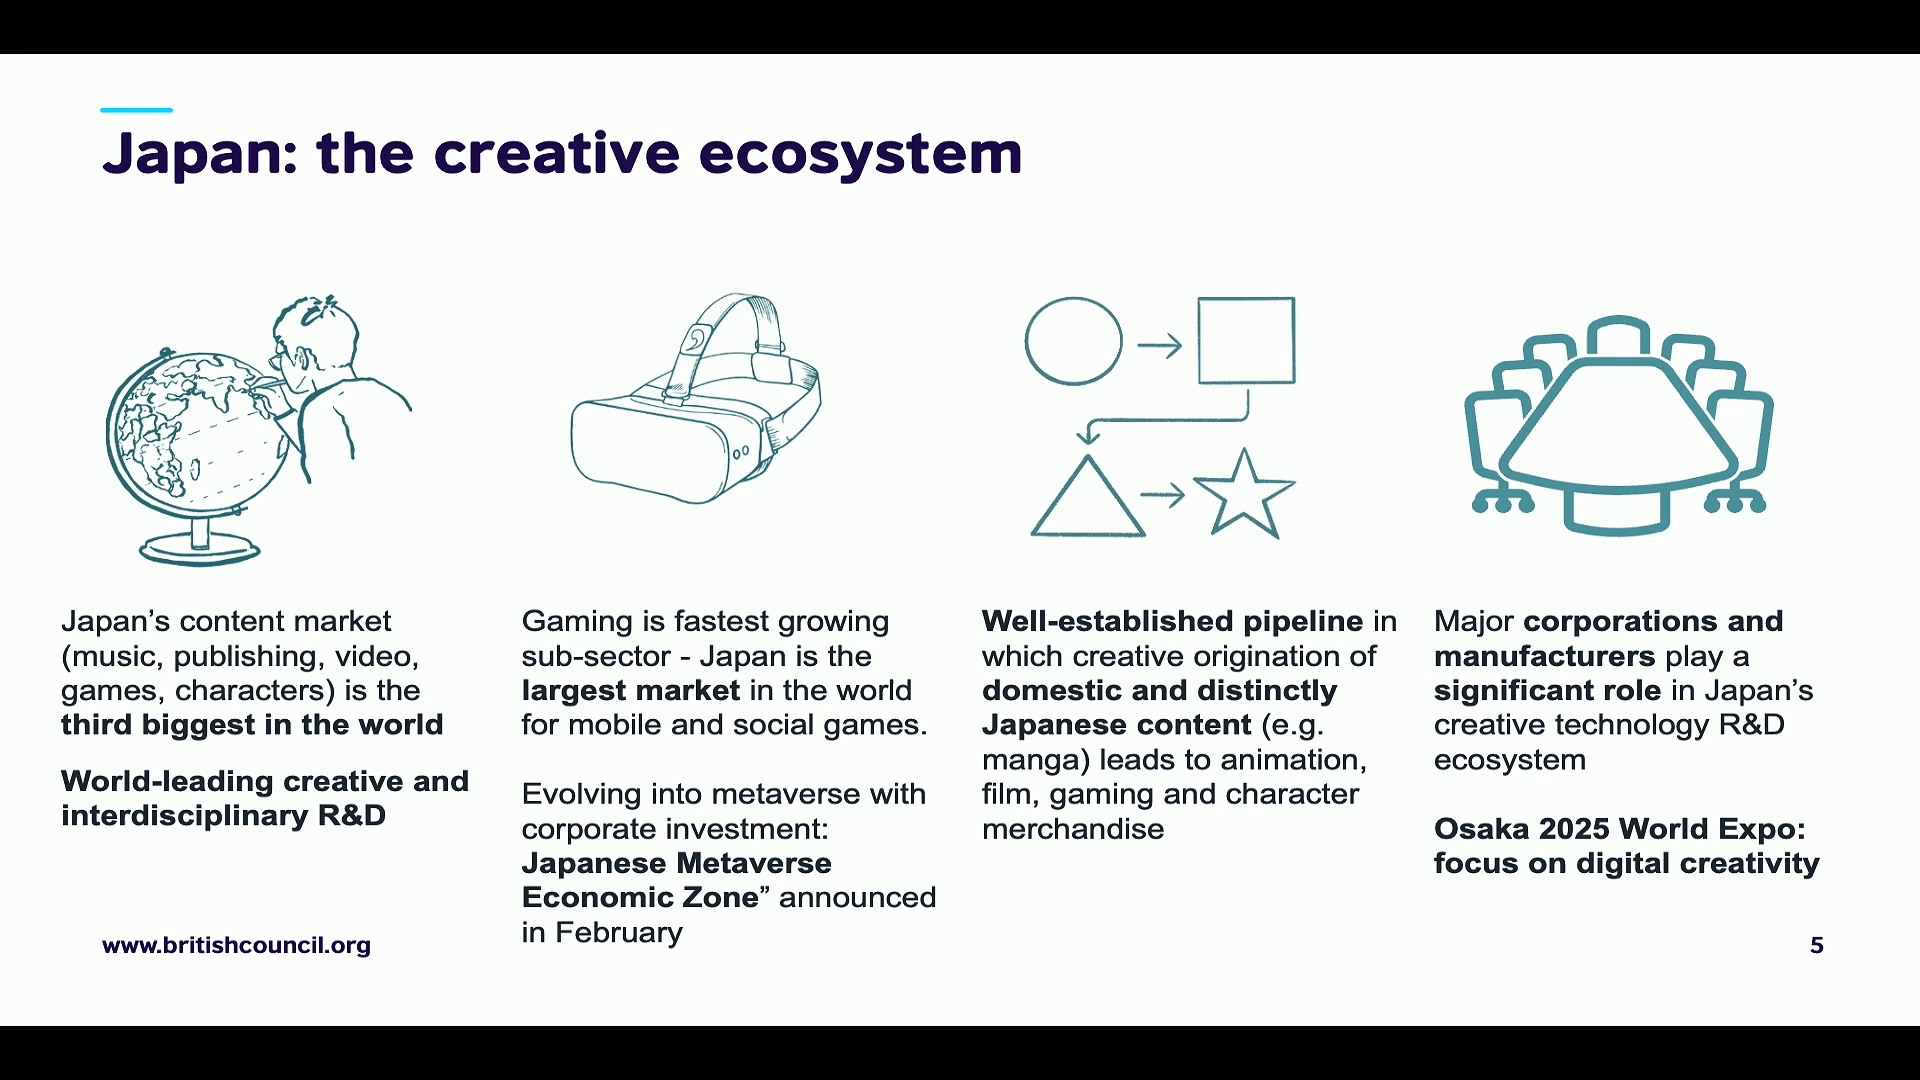 Japan: the creative ecosystem
Japan’s content market
(music, publishing, video,
games, characters) is the
third biggest in the world
World-leading creative and
interdisciplinary R&D
Gaming is fastest growing
sub-sector - Japan is the
largest market in the world
for mobile and social games.
Evolving into metaverse with
corporate investment:
Japanese Metaverse
Economic Zone” announced
in February
Well-established pipeline in
which creative origination of
domestic and distinctly
Japanese content (e.g.
manga) leads to animation,
film, gaming and character
merchandise
Major corporations and
manufacturers play a
significant role in Japan’s
creative technology R&D
ecosystem
Osaka 2025 World Expo:
focus on digital creativity
www.britishcouncil.org
5